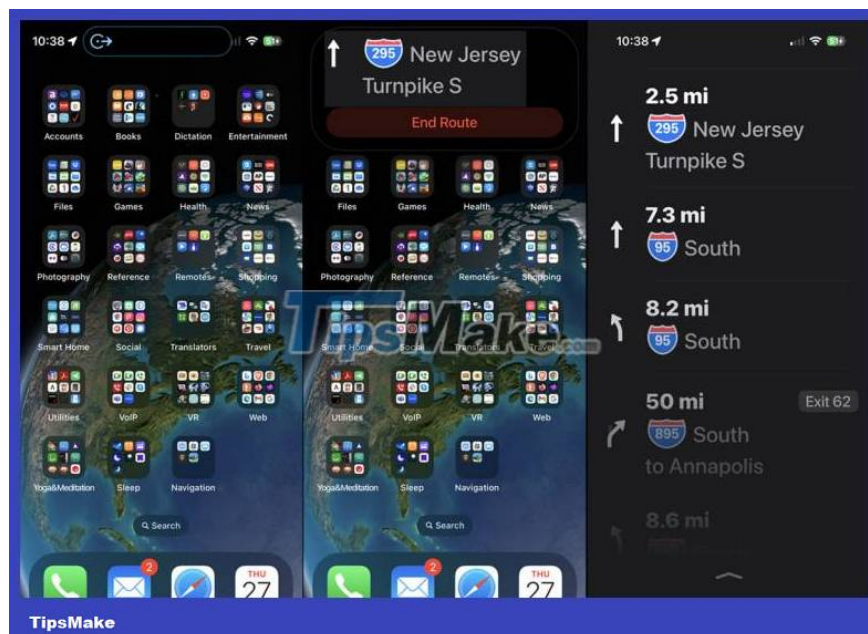 10:38
Accounts
Books
Dictation
Entertainment
Files
Games
Health
News
Photography
Reference
Remotes
Shopping
Smart Home
Social
Translators
Travel
Utilities
VoIP
VR
Web
Yoga&Meditation
Sleep
Navigation
Search
2
THU
27
295 New Jersey
Turnpike S
End Route
Files
Games
Health
News
Photography
Reference
Remotes
Shopping
Smart Home
Social
Translators
Travel
Utilities
VoIP
VR
Web
Yoga&Meditation
Sleep
Navigation
Search
2
THU
27
10:38
2.5 mi
295 New Jersey
Turnpike S
7.3 mi
95 South
8.2 mi
95 South
50 mi
Exit 62
895 South
to Annapolis
8.6 mi
TipsMake.com
TipsMake